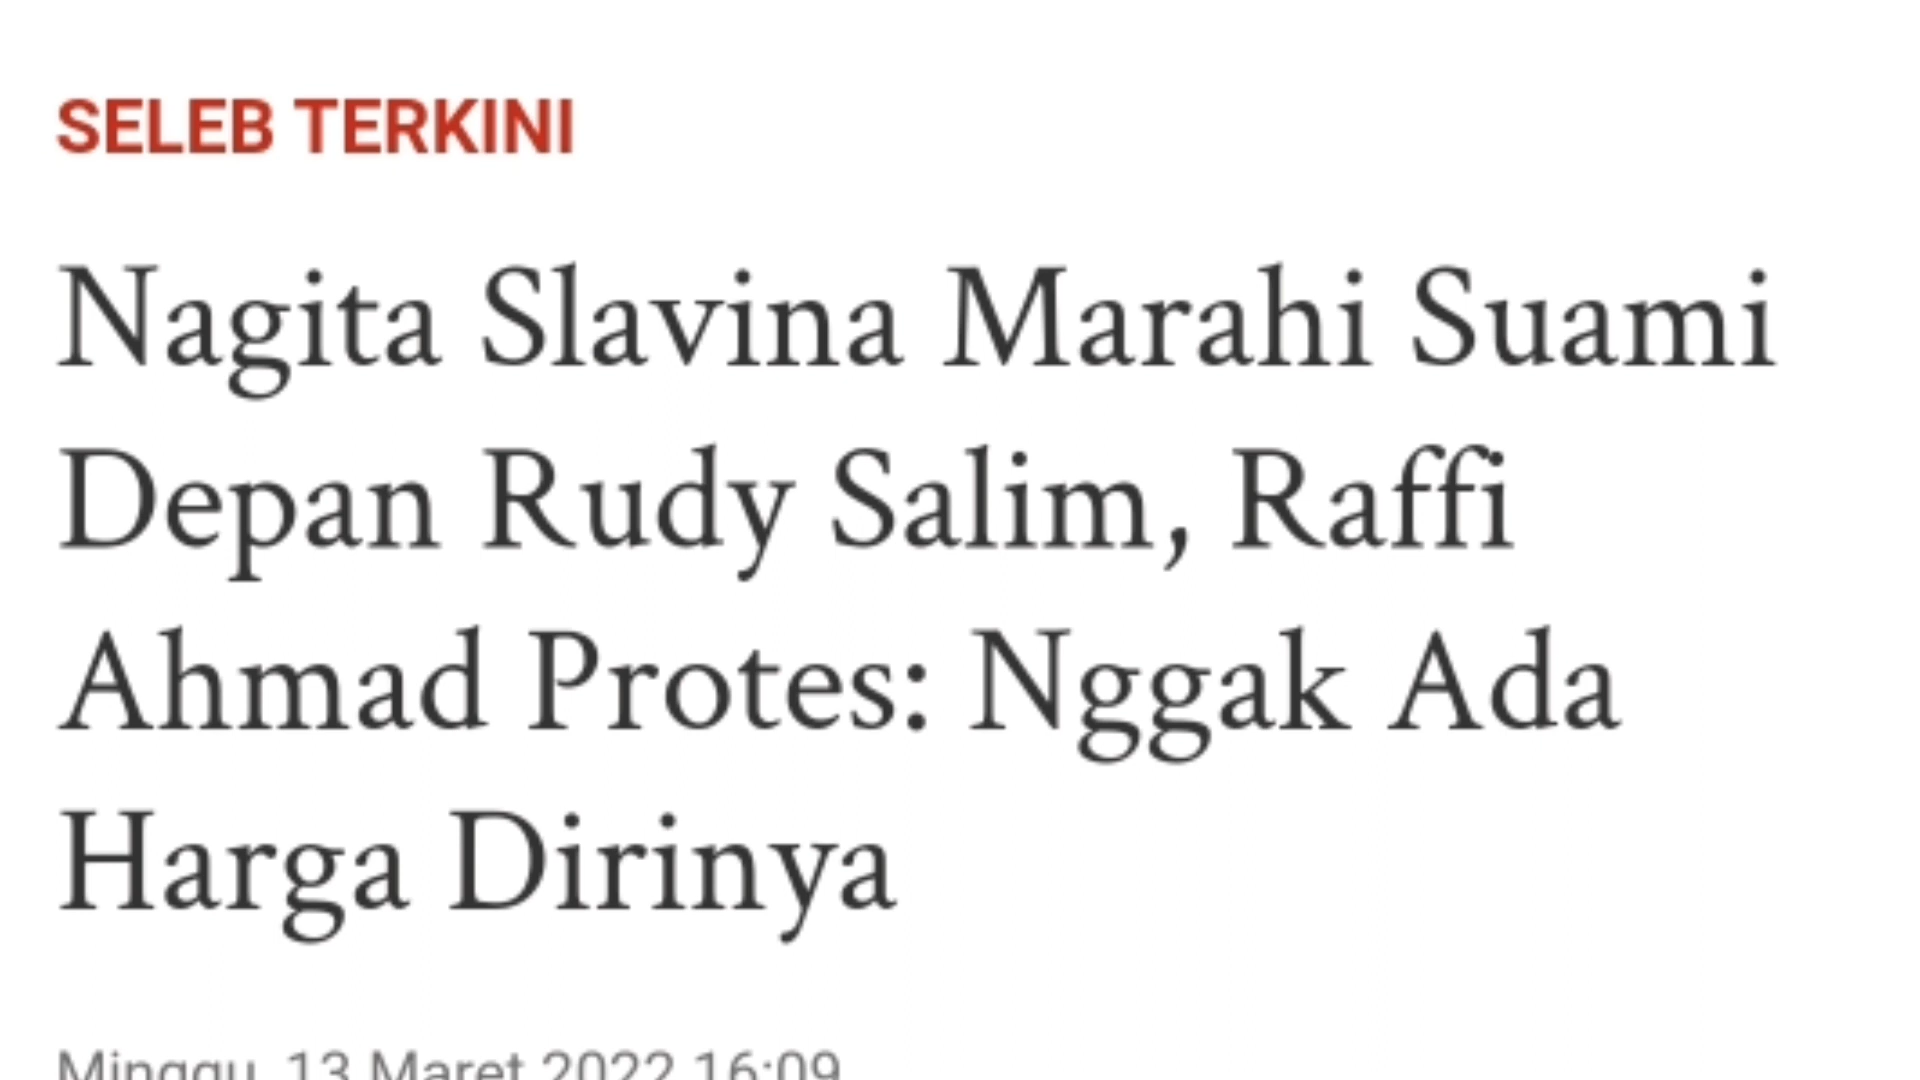 SELEB TERKINI
Nagita Slavina Marahi Suami
Depan Rudy Salim, Raffi
Ahmad Protes: Nggak Ada
Harga Dirinya
Minggu, 13 Maret 2022 16:09